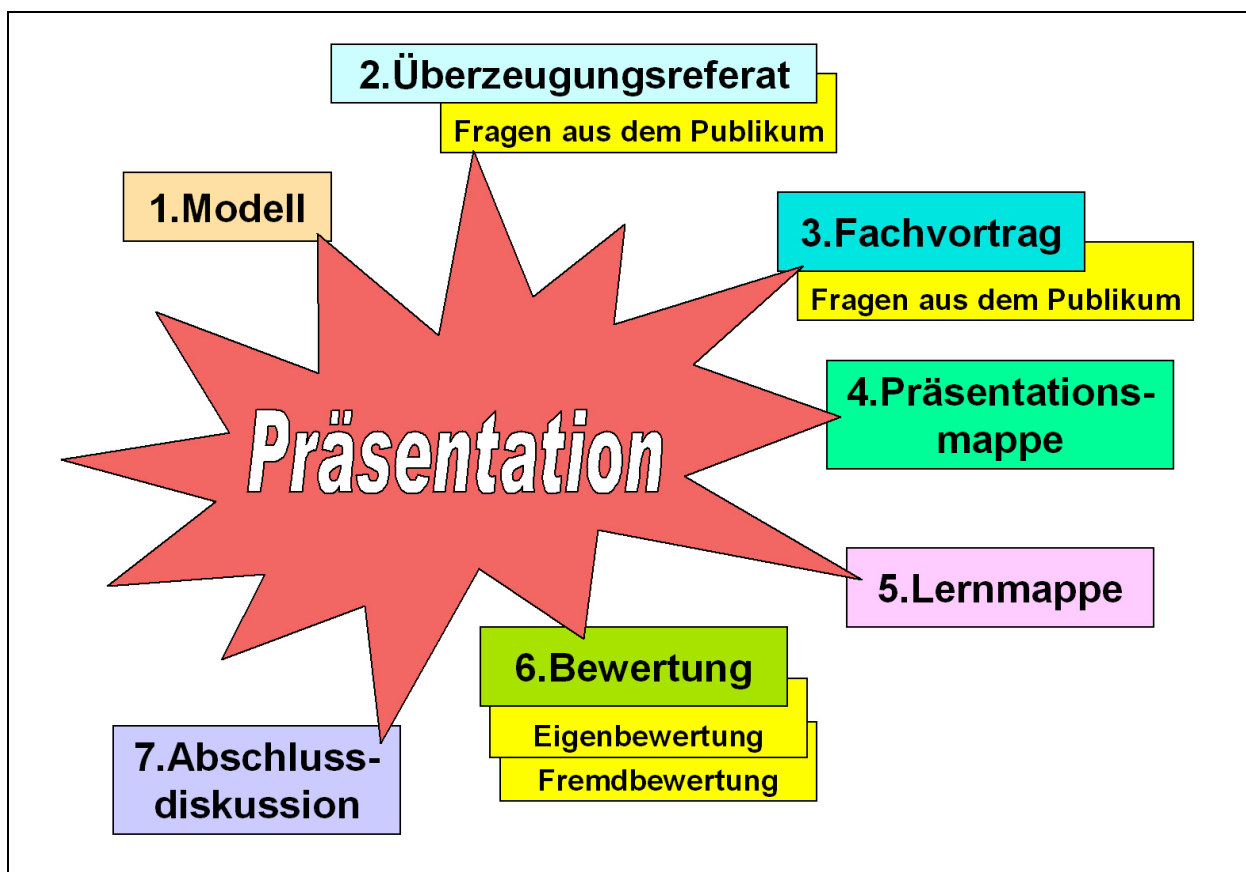 2.Überzeugungsreferat
Fragen aus dem Publikum
1.Modell
3.Fachvortrag
Fragen aus dem Publikum
4.Präsentations-
mappe
Präsentation
5.Lernmappe
6.Bewertung
Eigenbewertung
Fremdbewertung
7.Abschluss-
diskussion